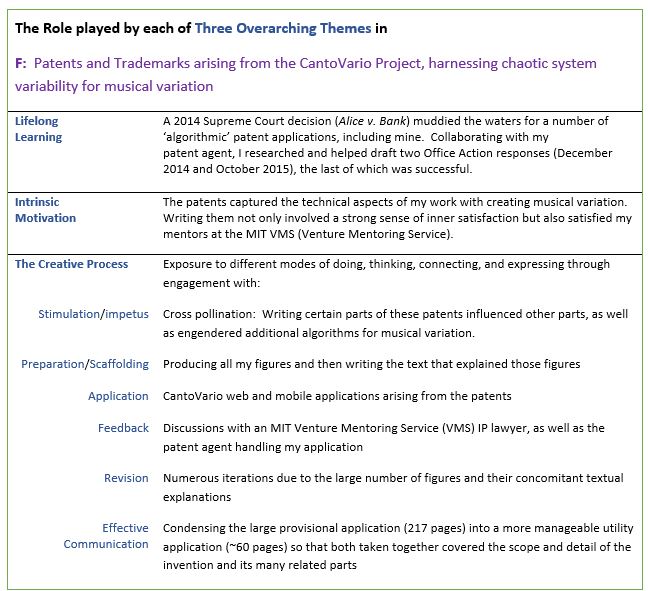 The Role played by each of Three Overarching Themes in
F:  Patents and Trademarks arising from the CantoVario Project, harnessing chaotic system
variability for musical variation
Lifelong
Learning
A 2014 Supreme Court decision (Alice v. Bank) muddied the waters for a number of
‘algorithmic’ patent applications, including mine.  Collaborating with my
patent agent, I researched and helped draft two Office Action responses (December
2014 and October 2015), the last of which was successful.
Intrinsic
Motivation
The patents captured the technical aspects of my work with creating musical variation.
Writing them not only involved a strong sense of inner satisfaction but also satisfied my
mentors at the MIT VMS (Venture Mentoring Service).
The Creative Process
Exposure to different modes of doing, thinking, connecting, and expressing through
engagement with:
Stimulation/impetus
Cross pollination:  Writing certain parts of these patents influenced other parts, as well
as engendered additional algorithms for musical variation.
Preparation/Scaffolding
Producing all my figures and then writing the text that explained those figures
Application
CantoVario web and mobile applications arising from the patents
Feedback
Discussions with an MIT Venture Mentoring Service (VMS) IP lawyer, as well as the
patent agent handling my application
Revision
Numerous iterations due to the large number of figures and their concomitant textual
explanations
Effective
Communication
Condensing the large provisional application (217 pages) into a more manageable utility
application (~60 pages) so that both taken together covered the scope and detail of the
invention and its many related parts